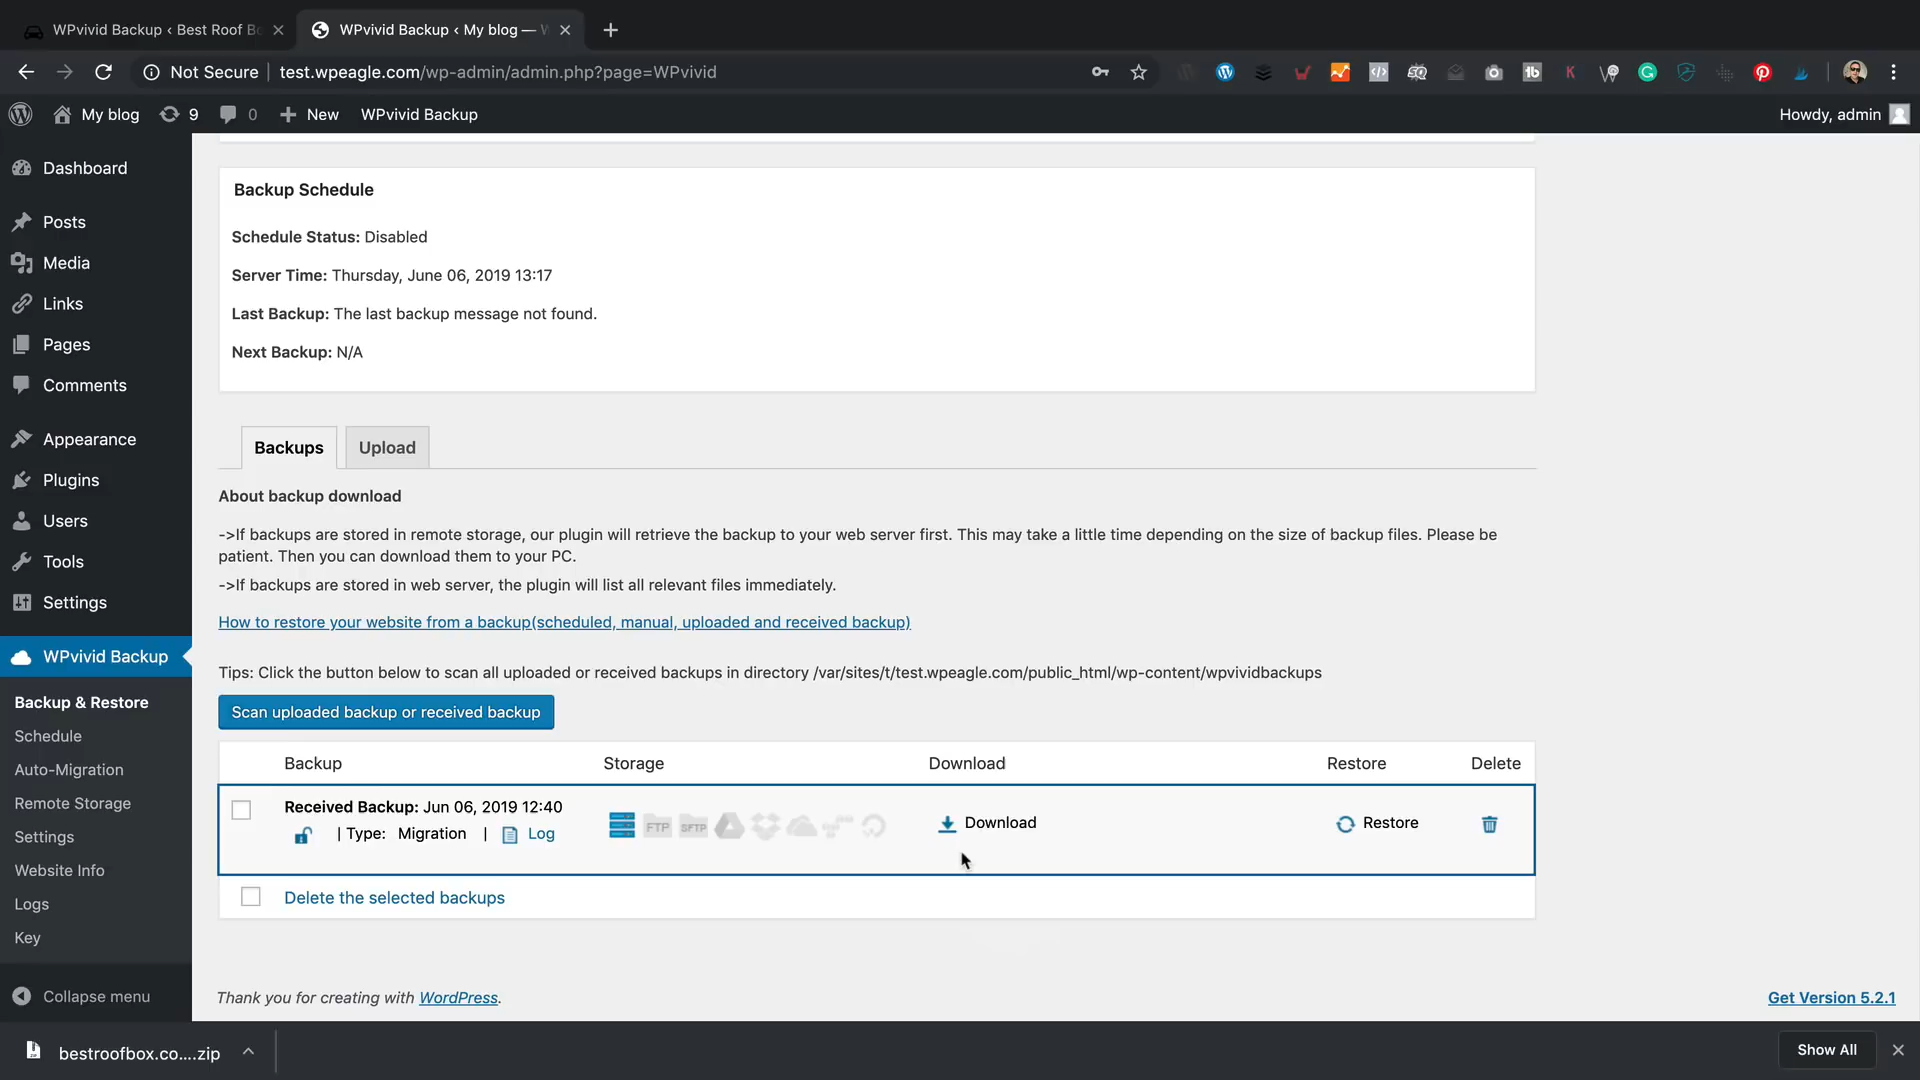 WPvivid Backup ‹ Best Roof Bo
WPvivid Backup ‹ My blog —
Not Secure
test.wpeagle.com/wp-admin/admin.php?page=WPvivid
My blog
9
0
New
WPvivid Backup
Howdy, admin
Dashboard
Posts
Media
Links
Pages
Comments
Appearance
Plugins
Users
Tools
Settings
WPvivid Backup
Backup & Restore
Schedule
Auto-Migration
Remote Storage
Settings
Website Info
Logs
Key
Collapse menu
Backup Schedule
Schedule Status: Disabled
Server Time: Thursday, June 06, 2019 13:17
Last Backup: The last backup message not found.
Next Backup: N/A
Backups
Upload
About backup download
->If backups are stored in remote storage, our plugin will retrieve the backup to your web server first. This may take a little time depending on the size of backup files. Please be
patient. Then you can download them to your PC.
->If backups are stored in web server, the plugin will list all relevant files immediately.
How to restore your website from a backup(scheduled, manual, uploaded and received backup)
Tips: Click the button below to scan all uploaded or received backups in directory /var/sites/t/test.wpeagle.com/public_html/wp-content/wpvividbackups
Scan uploaded backup or received backup
Backup Storage Download Restore Delete
Received Backup: Jun 06, 2019 12:40
| Type: Migration | Log
FTP
SFTP
Download
Restore
Delete the selected backups
Thank you for creating with WordPress.
Get Version 5.2.1
bestroofbox.co....zip
Show All